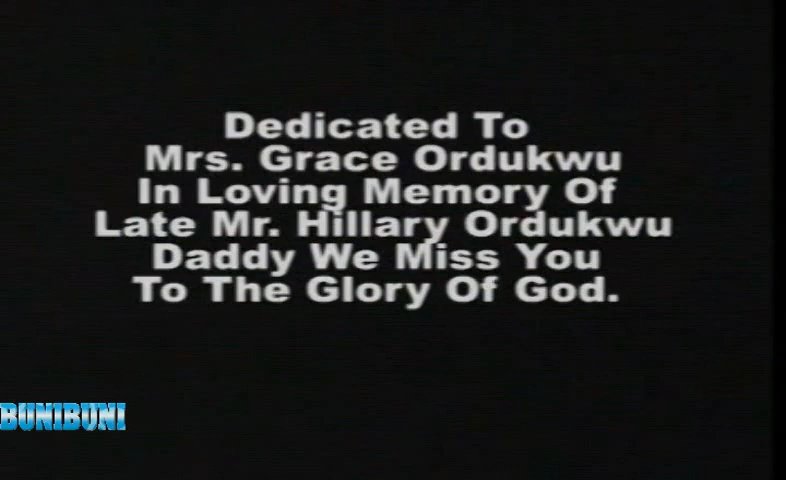 Dedicated To
Mrs. Grace Ordukwu
In Loving Memory Of
Late Mr. Hillary Ordukwu
Daddy We Miss You
To The Glory Of God.
BUNIBUNI